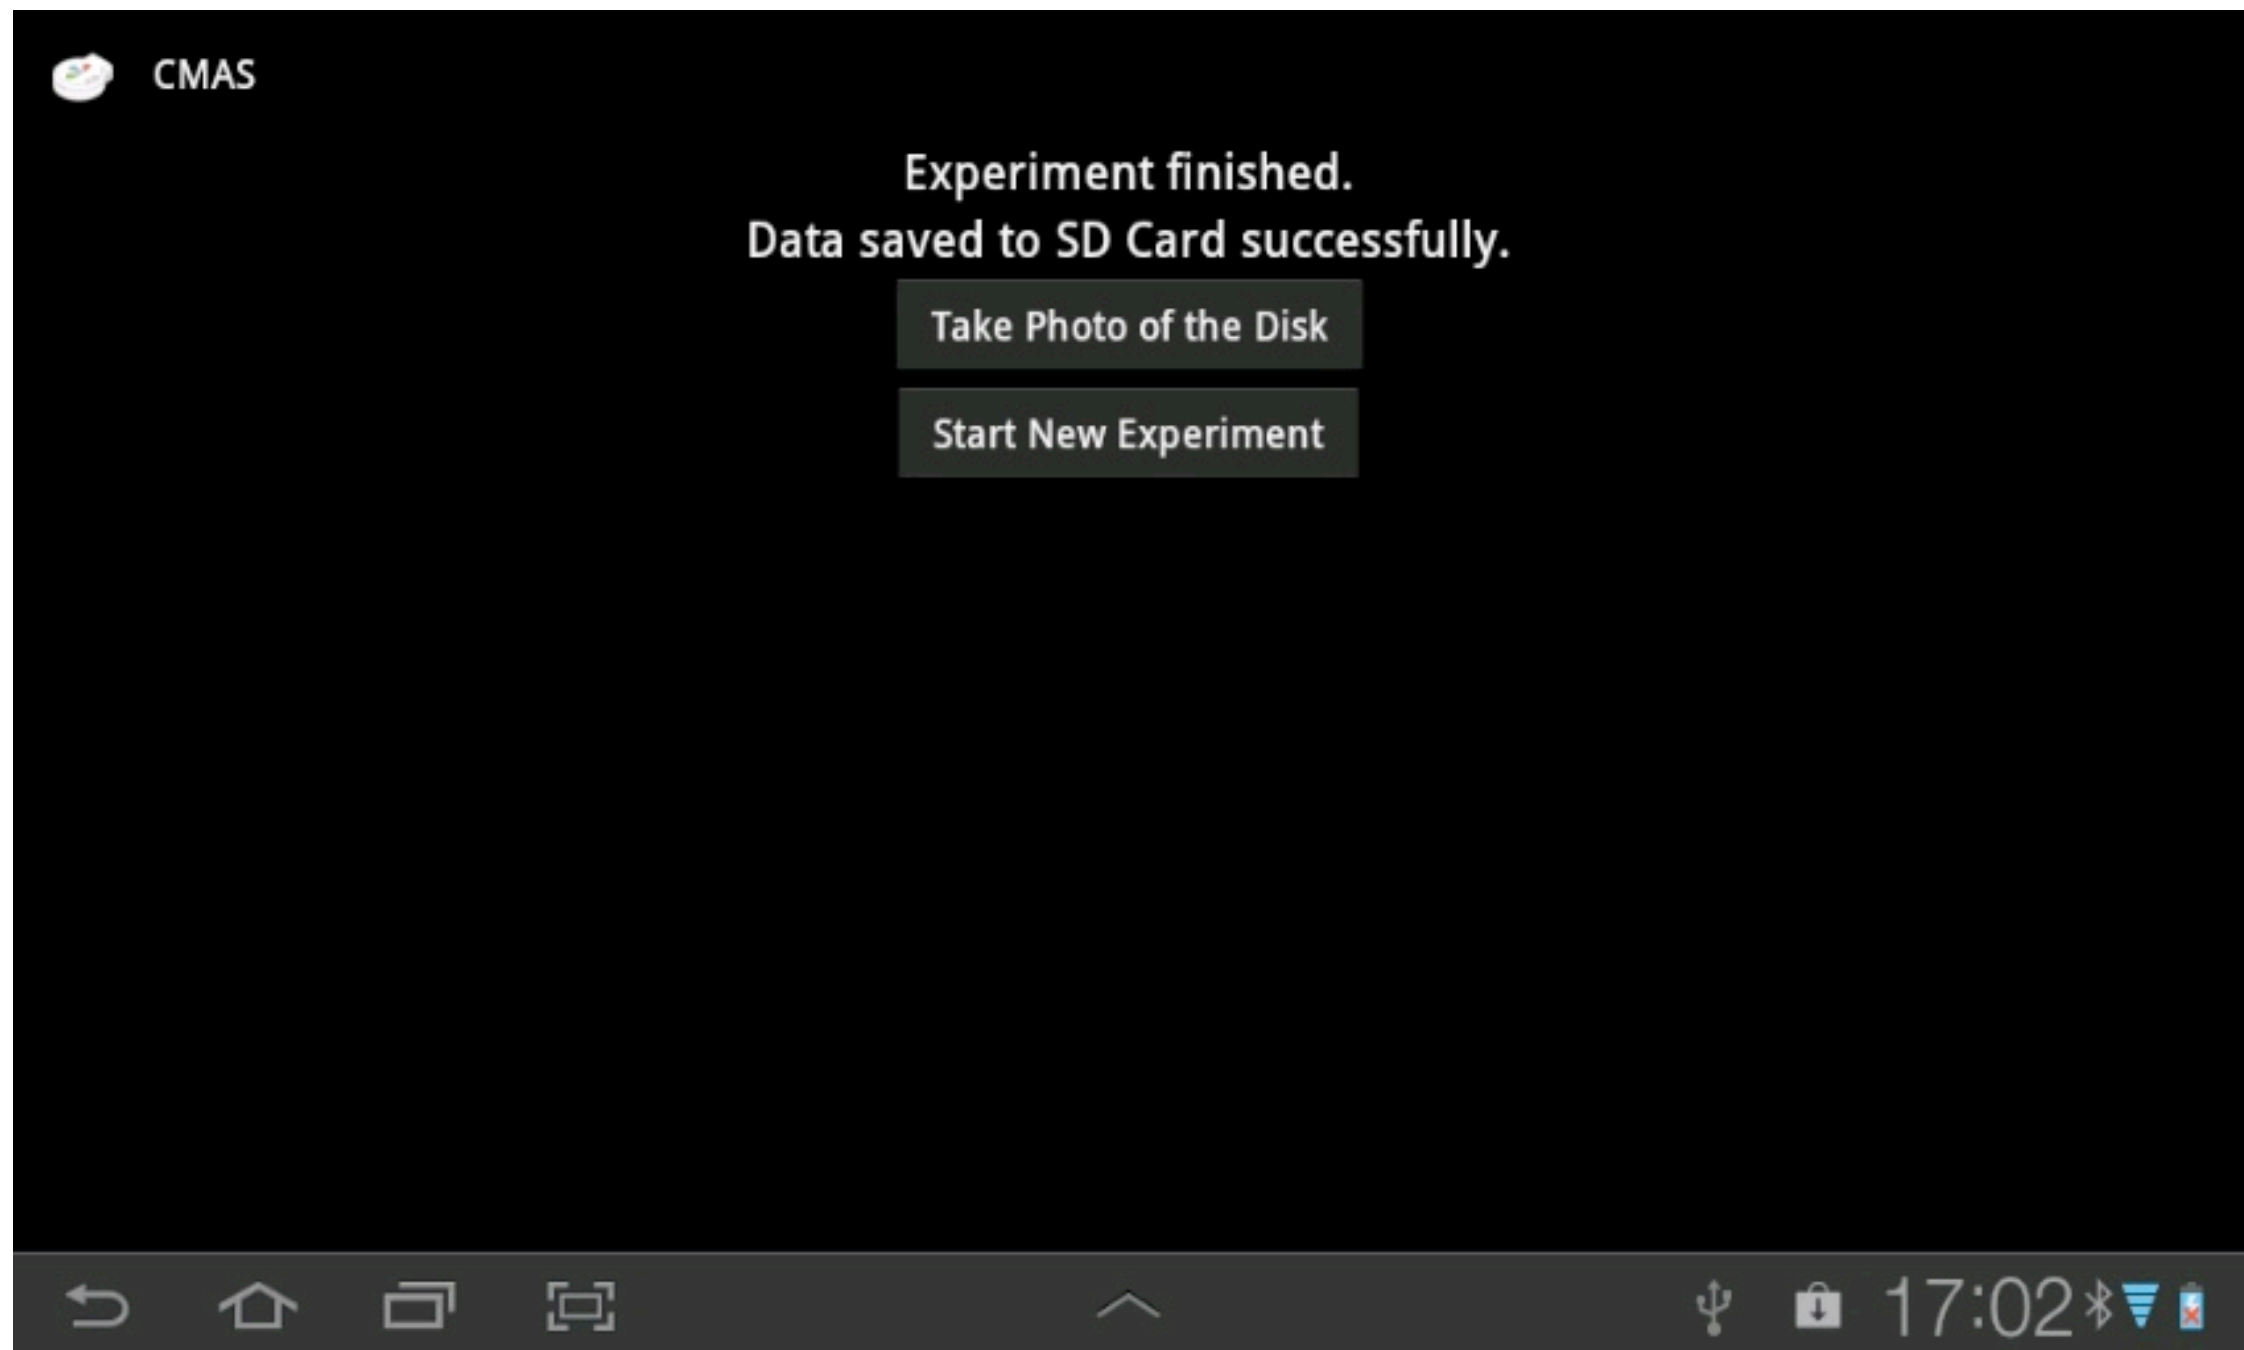 CMAS
Experiment finished.
Data saved to SD Card successfully.
Take Photo of the Disk
Start New Experiment
17:02